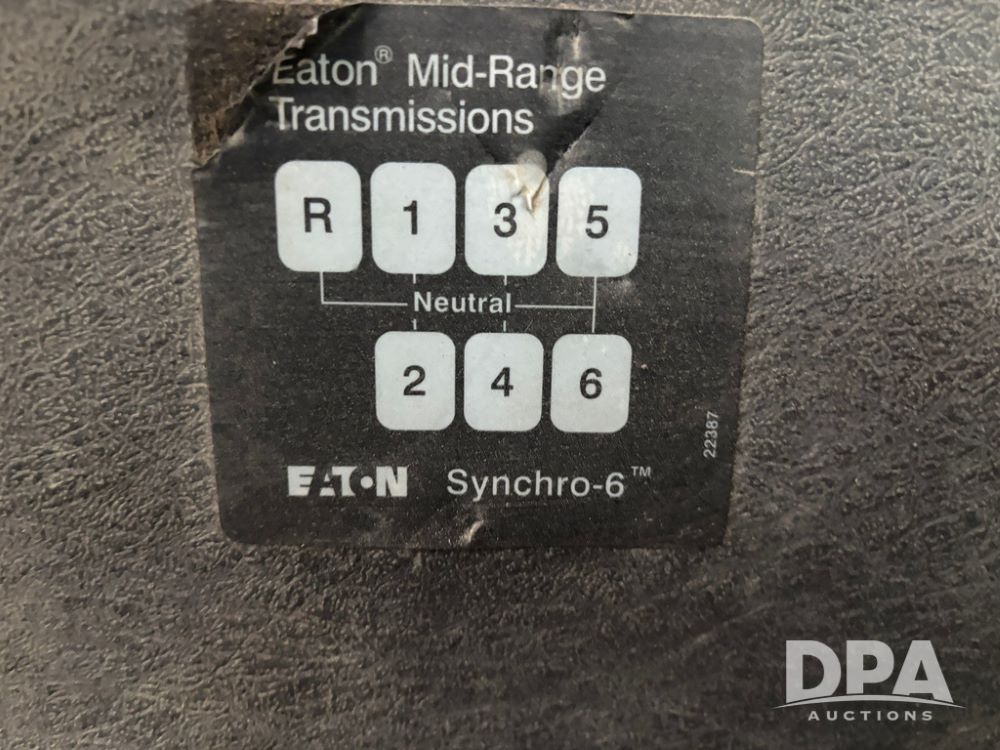 Eaton® Mid-Range
Transmissions
R 1 3 5
Neutral
2 4 6
22387
EATON Synchro-6™
DPA
AUCTIONS